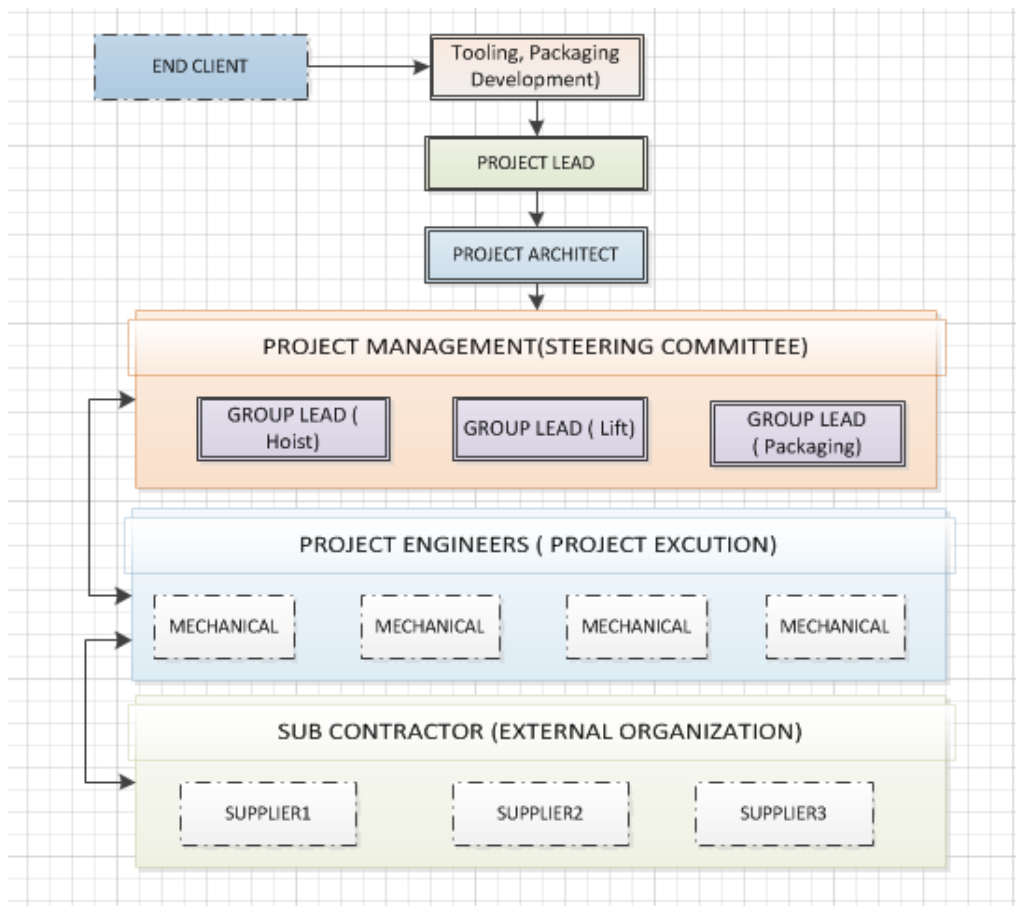 END CLIENT
Tooling, Packaging
Development)
PROJECT LEAD
PROJECT ARCHITECT
PROJECT MANAGEMENT(STEERING COMMITTEE)
GROUP LEAD (
Hoist)
GROUP LEAD ( Lift)
GROUP LEAD
( Packaging)
PROJECT ENGINEERS ( PROJECT EXCUTION)
MECHANICAL
MECHANICAL
MECHANICAL
MECHANICAL
SUB CONTRACTOR (EXTERNAL ORGANIZATION)
SUPPLIER1
SUPPLIER2
SUPPLIER3